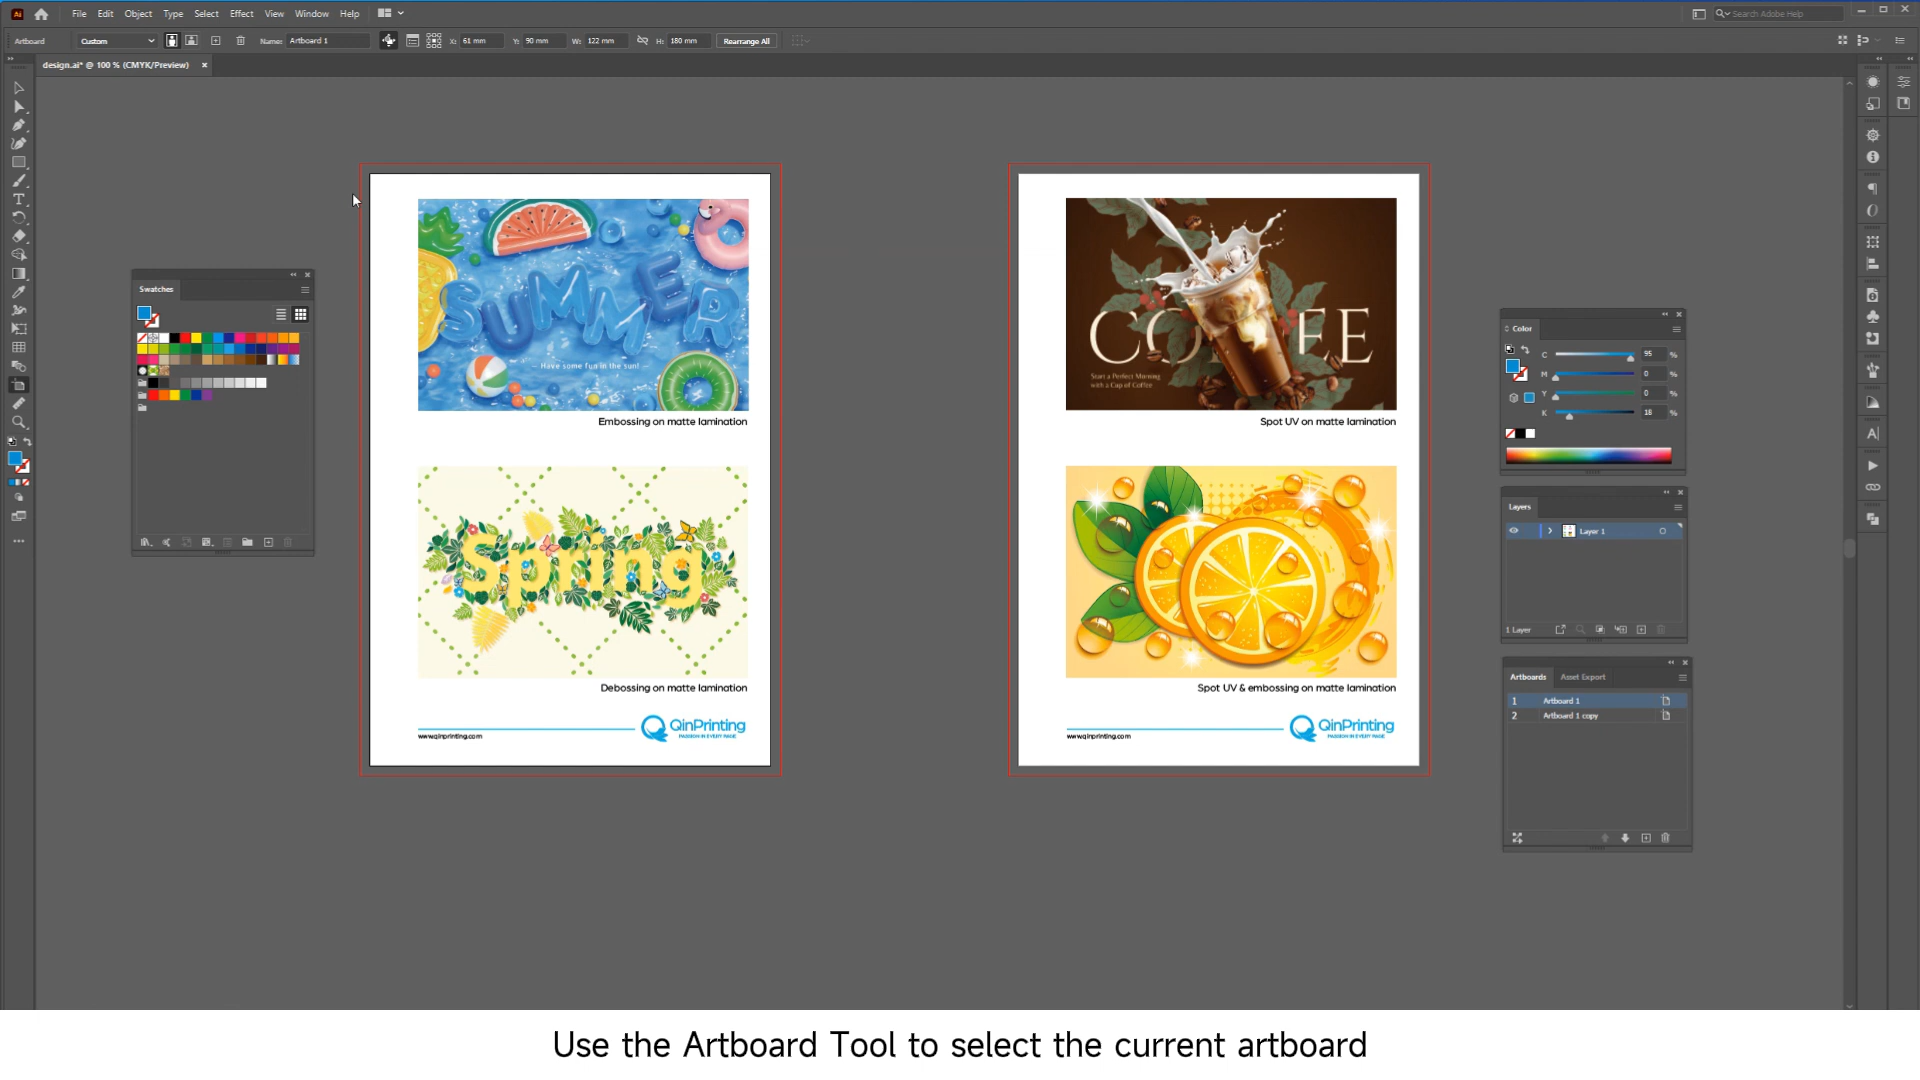 Ai File Edit Object Type Select Effect View Window Help Search Adobe Help
Artboard Custom Name: Artboard 1 X: 61 mm Y: 90 mm W: 122 mm H: 180 mm Rearrange All
design.ai* @ 100 % (CMYK/Preview) ×
SUMMER
— Have some fun in the sun! —
Embossing on matte lamination
Spring
Debossing on matte lamination
www.qinprinting.com
QinPrinting
PASSION IN EVERY PAGE
COFFEE
Start a Perfect Morning
with a Cup of Coffee
Spot UV on matte lamination
Spot UV & embossing on matte lamination
www.qinprinting.com
QinPrinting
PASSION IN EVERY PAGE
Swatches
Color
C 95 %
M 0 %
Y 0 %
K 18 %
Layers
Layer 1
1 Layer
Artboards Asset Export
1 Artboard 1
2 Artboard 1 copy
Use the Artboard Tool to select the current artboard